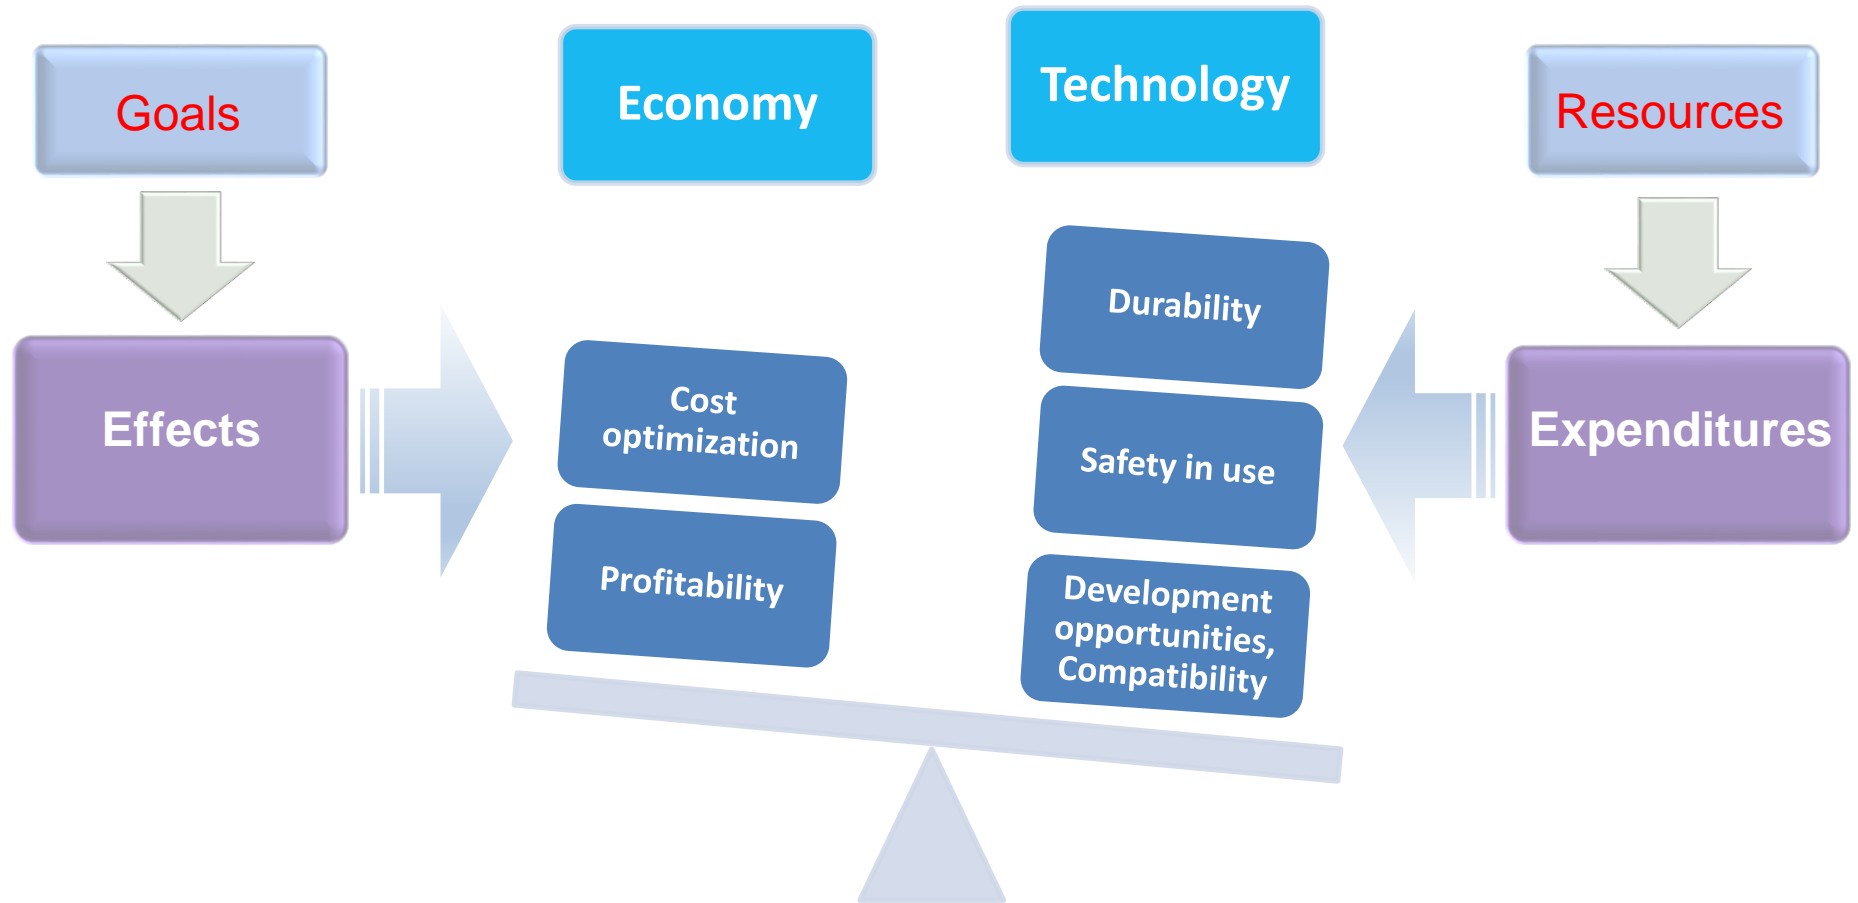 Goals
Economy
Technology
Resources
Effects
Cost
optimization
Profitability
Durability
Safety in use
Development
opportunities,
Compatibility
Expenditures